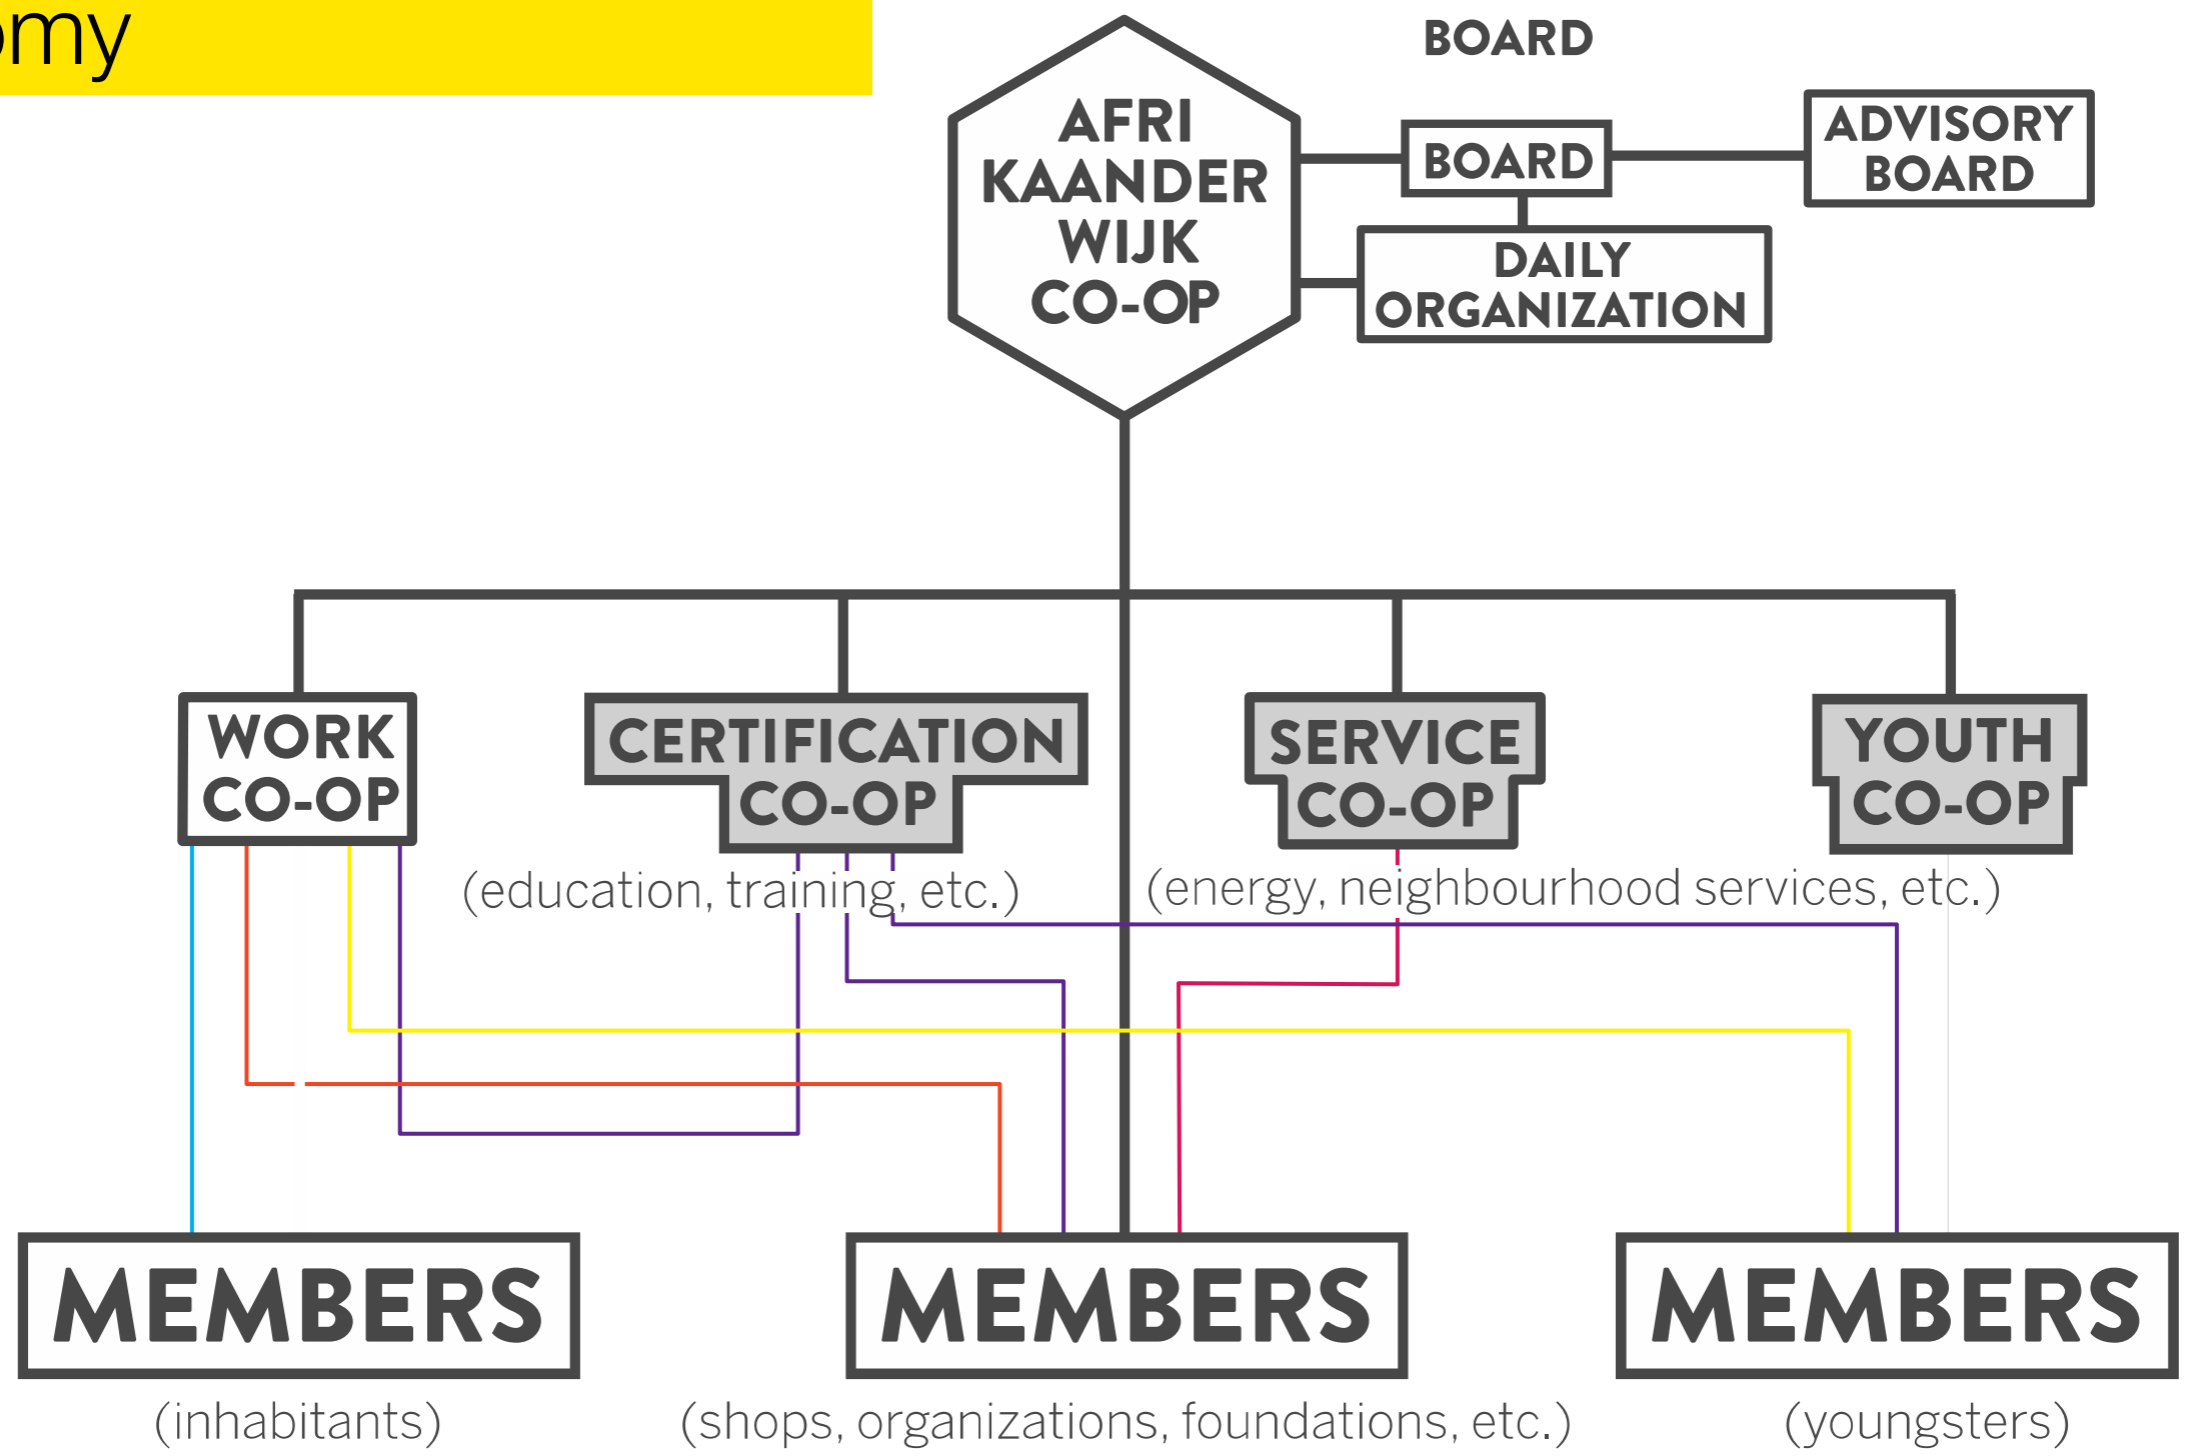 BOARD
AFRI
KAANDER
WIJK
CO-OP
BOARD
ADVISORY
BOARD
DAILY
ORGANIZATION
WORK
CO-OP
CERTIFICATION
CO-OP
(education, training, etc.)
SERVICE
CO-OP
(energy, neighbourhood services, etc.)
YOUTH
CO-OP
MEMBERS
(inhabitants)
MEMBERS
(shops, organizations, foundations, etc.)
MEMBERS
(youngsters)